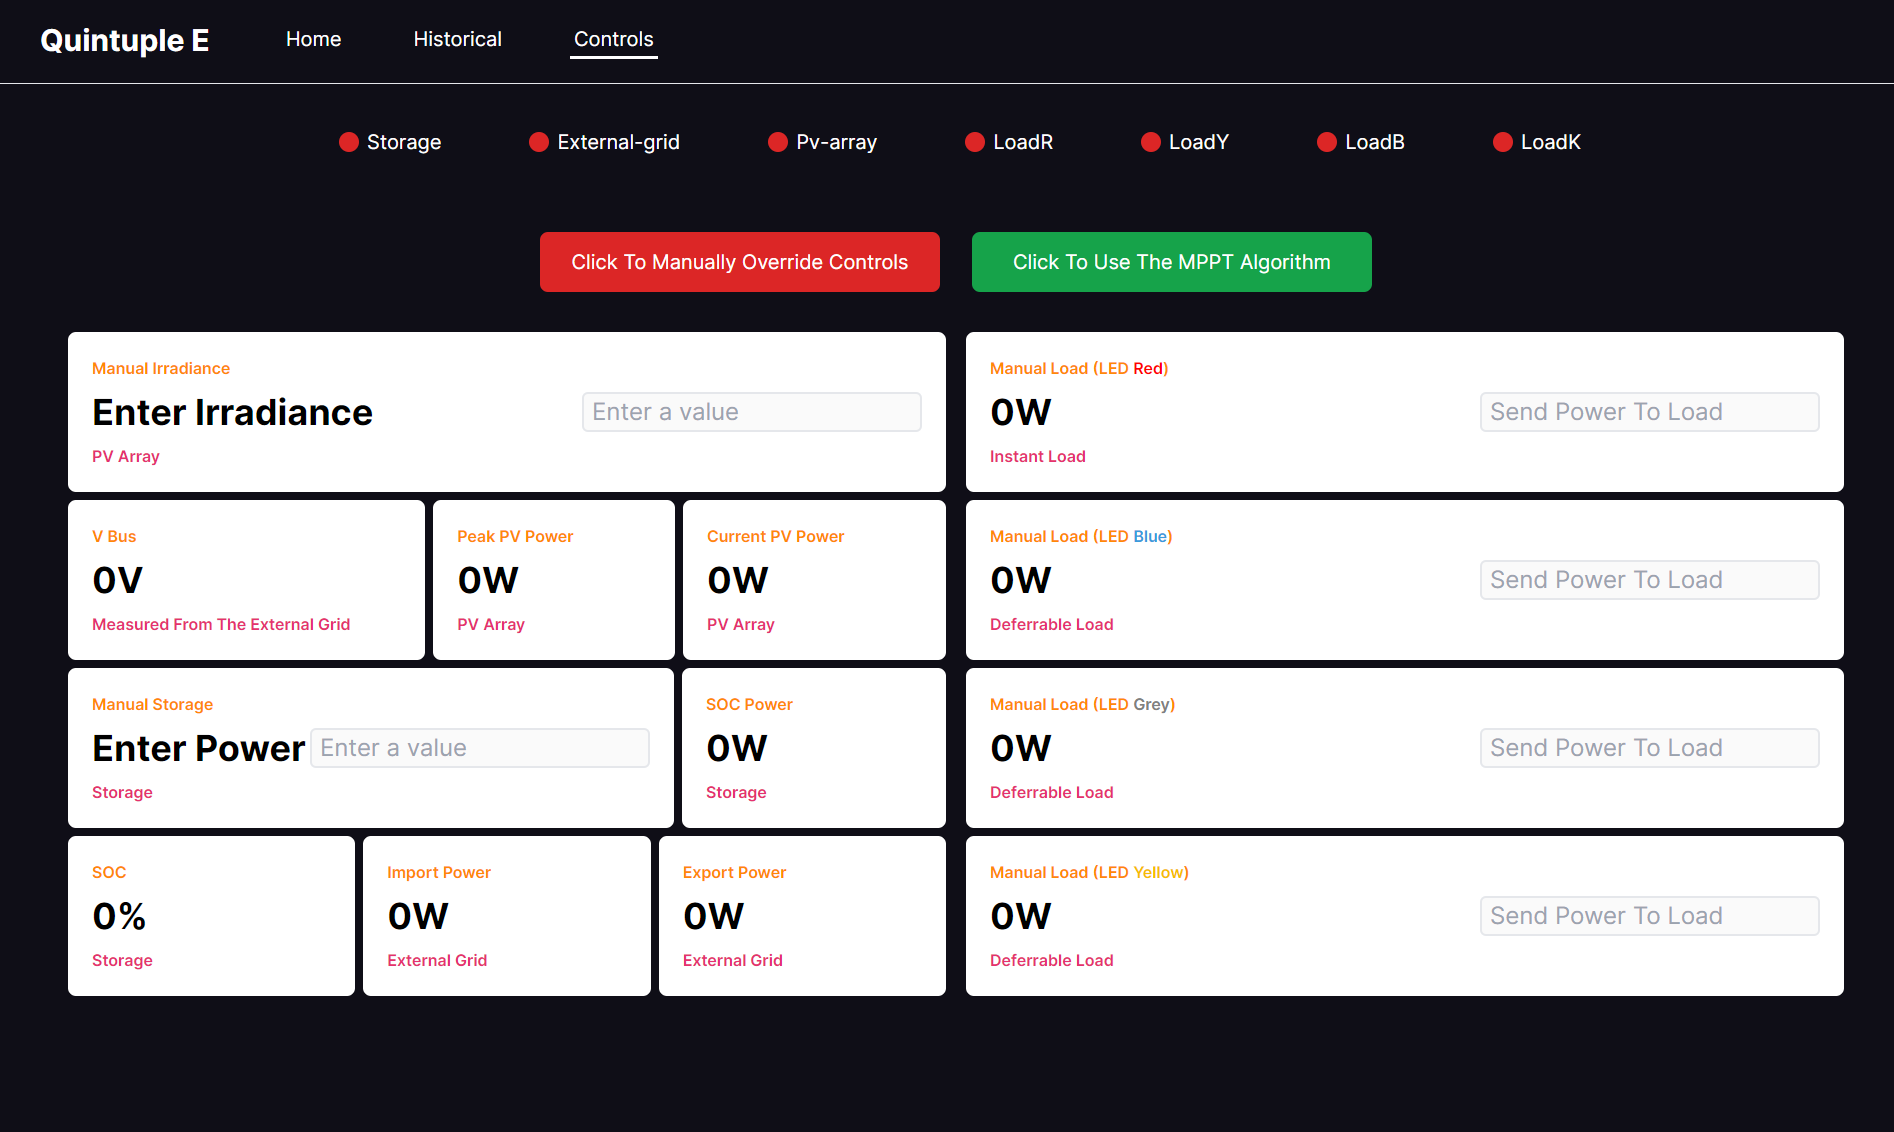 Quintuple E
Home
Historical
Controls
Storage
External-grid
Pv-array
LoadR
LoadY
LoadB
LoadK
Click To Manually Override Controls
Click To Use The MPPT Algorithm
Manual Irradiance
Enter Irradiance
Enter a value
PV Array
V Bus
0V
Measured From The External Grid
Peak PV Power
0W
PV Array
Current PV Power
0W
PV Array
Manual Storage
Enter Power
Enter a value
Storage
SOC Power
0W
Storage
SOC
0%
Storage
Import Power
0W
External Grid
Export Power
0W
External Grid
Manual Load (LED Red)
0W
Send Power To Load
Instant Load
Manual Load (LED Blue)
0W
Send Power To Load
Deferrable Load
Manual Load (LED Grey)
0W
Send Power To Load
Deferrable Load
Manual Load (LED Yellow)
0W
Send Power To Load
Deferrable Load